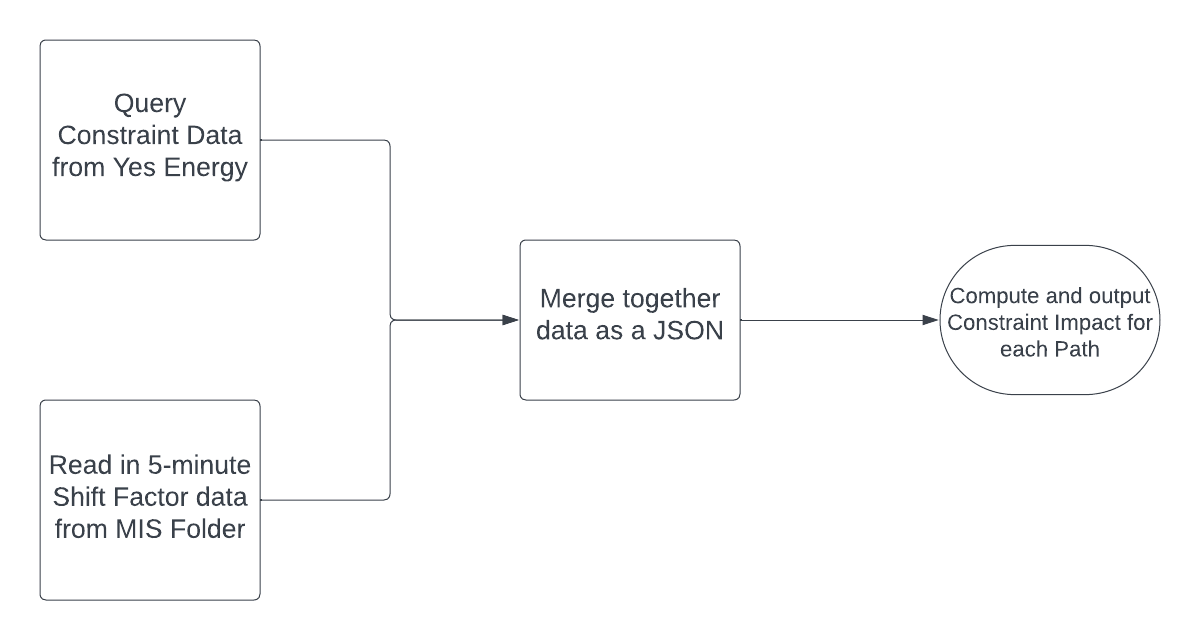 Query
Constraint Data
from Yes Energy
Read in 5-minute
Shift Factor data
from MIS Folder
Merge together
data as a JSON
Compute and output
Constraint Impact for
each Path